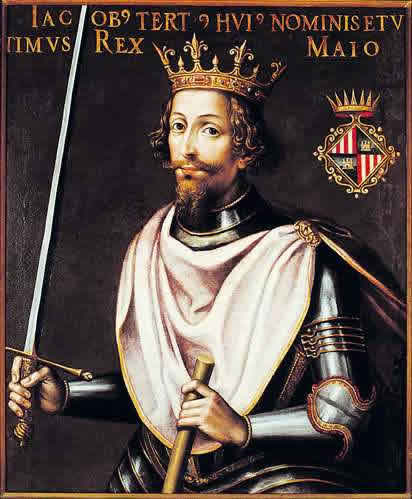 IACOB⁹ TERT⁹ HVI⁹ NOMINIS ET V
TIMVS REX MAIO